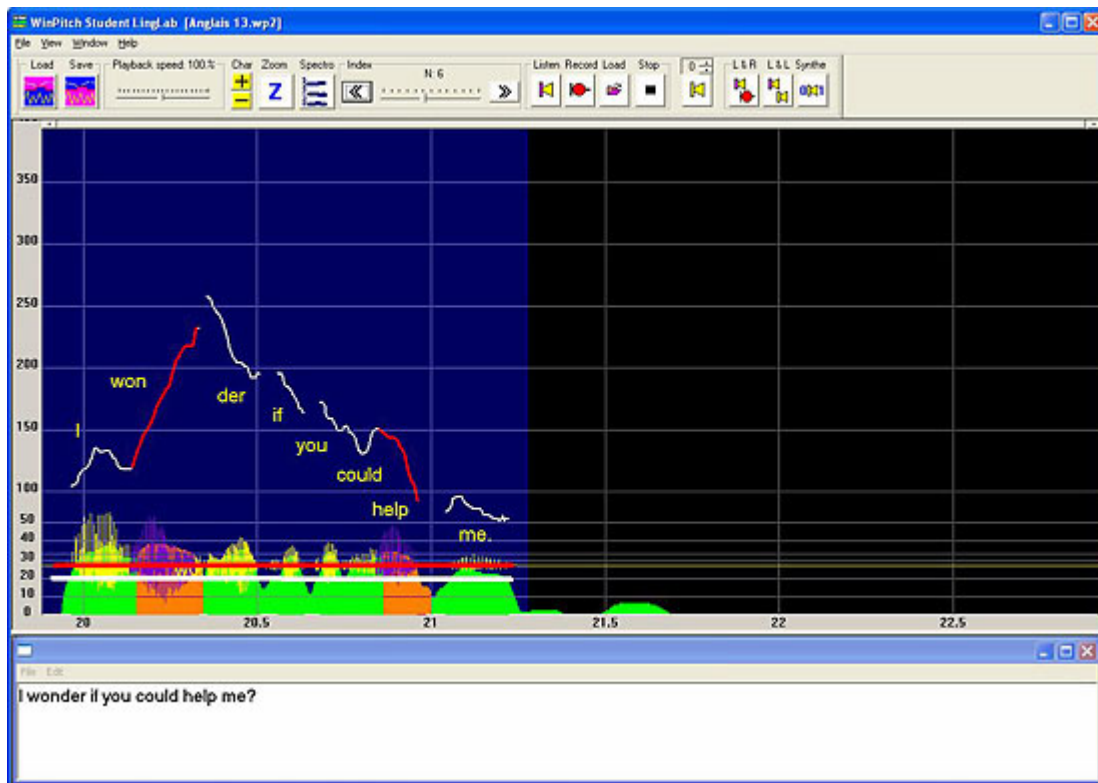 WinPitch Student LingLab [Anglais 13.wp2]
File View Window Help
Load Save Playback speed: 100.% Char Zoom Spectro Index N: 6 Listen Record Load Stop 0 L & R L & L Synthe
Z
350
300
250
200
150
100
50
40
30
20
10
0
I
won
der
if
you
could
help
me.
20 20.5 21 21.5 22 22.5
File Edit
I wonder if you could help me?